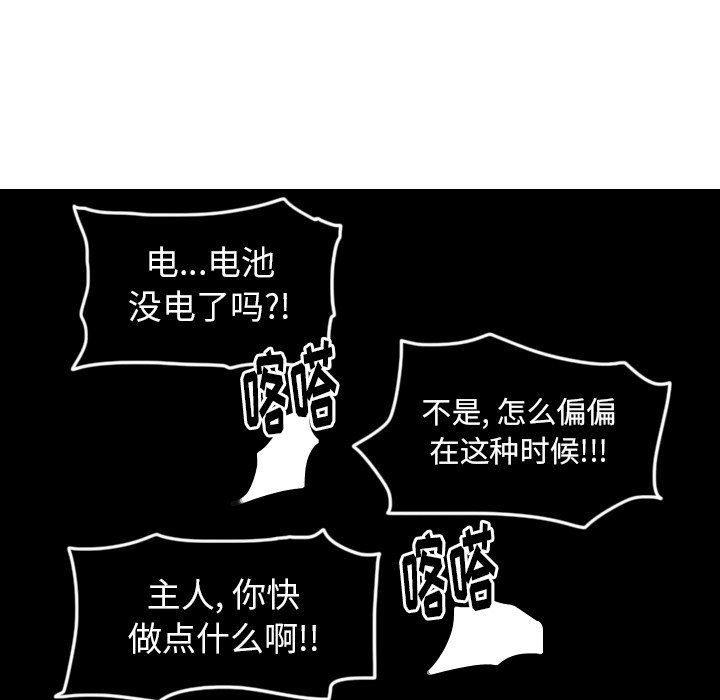 电...电池
没电了吗?!
喀嗒
不是, 怎么偏偏
在这种时候!!!
喀嗒
主人, 你快
做点什么啊!!